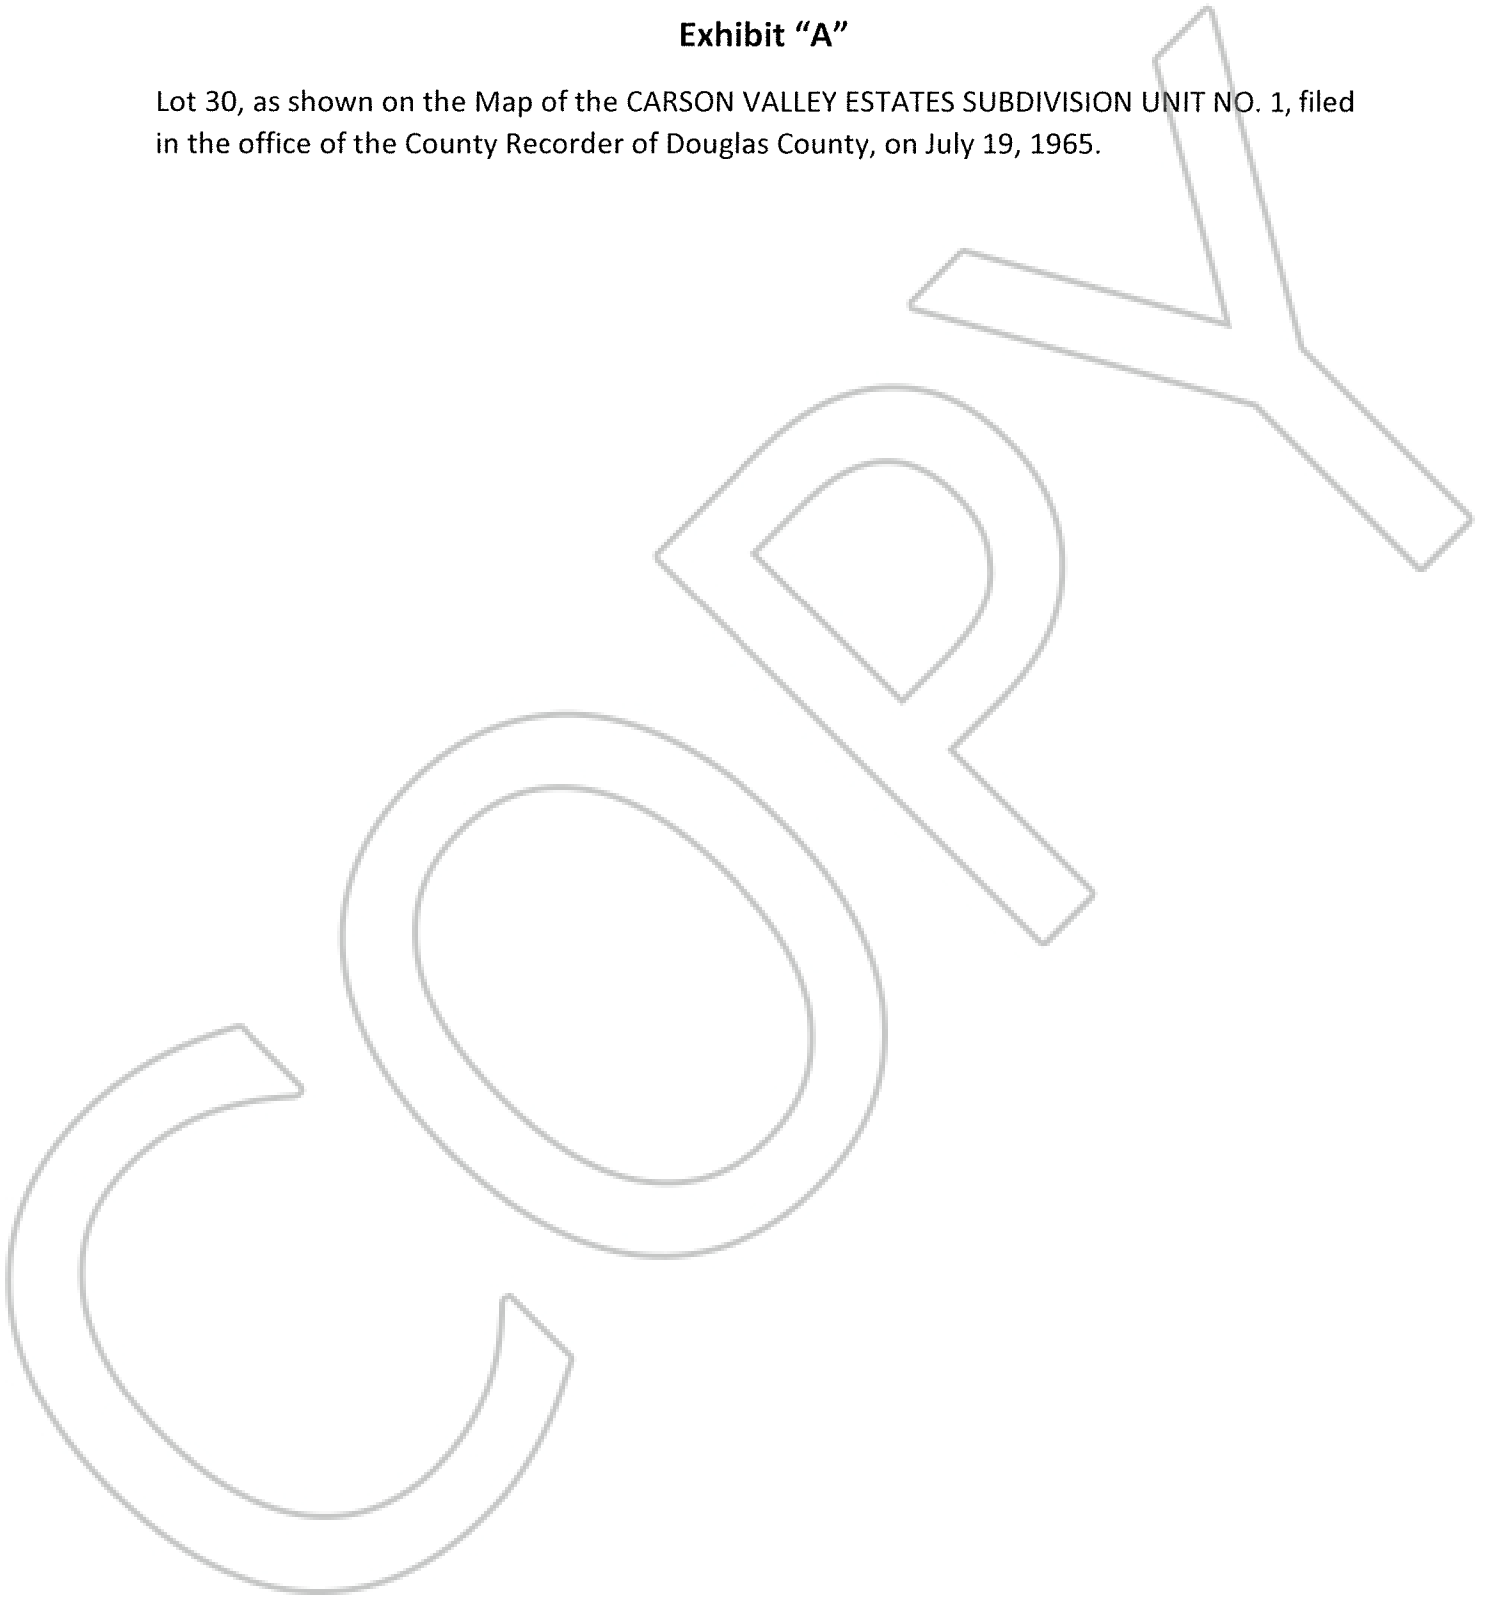 Exhibit “A”
Lot 30, as shown on the Map of the CARSON VALLEY ESTATES SUBDIVISION UNIT NO. 1, filed
in the office of the County Recorder of Douglas County, on July 19, 1965.
COPY